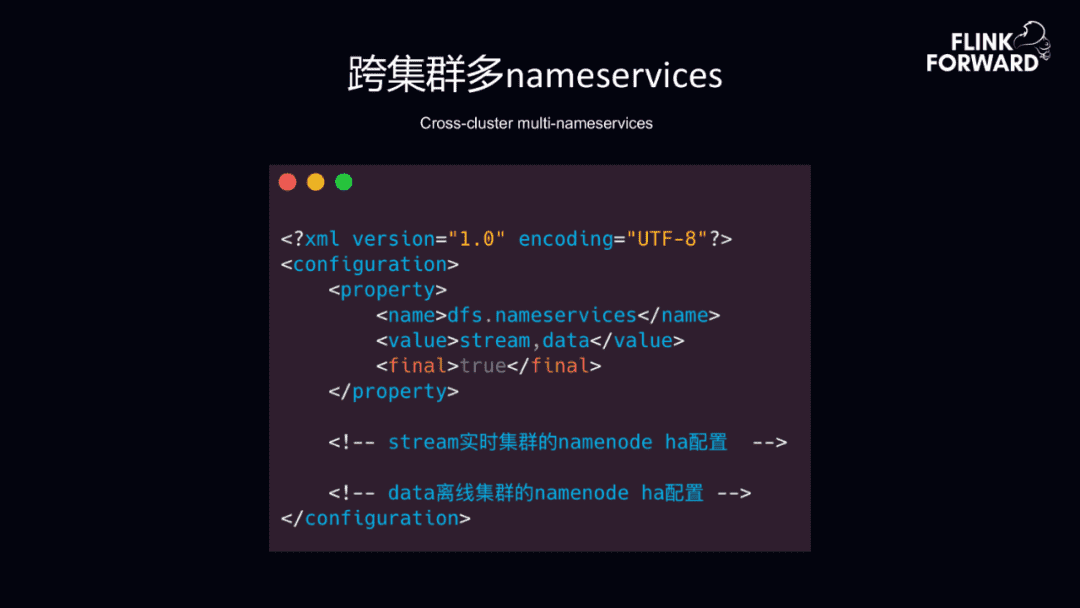 FLINK
FORWARD
跨集群多nameservices
Cross-cluster multi-nameservices
<?xml version="1.0" encoding="UTF-8"?>
<configuration>
    <property>
        <name>dfs.nameservices</name>
        <value>stream,data</value>
        <final>true</final>
    </property>
    <!-- stream实时集群的namenode ha配置  -->
    <!-- data离线集群的namenode ha配置 -->
</configuration>